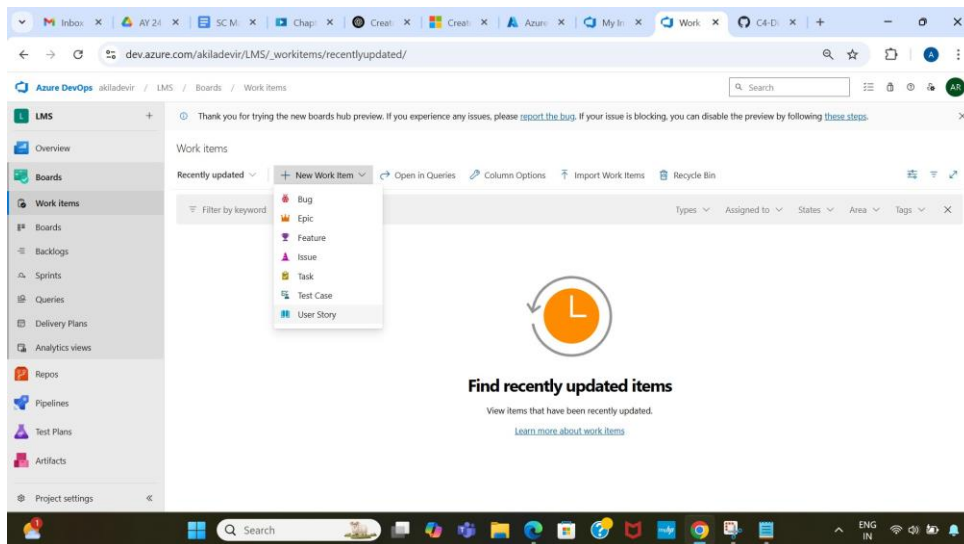 Inbox
AY 24
SC M
Chap
Creat
Creat
Azure
My In
Work
C4-D
dev.azure.com/akiladevir/LMS/_workitems/recentlyupdated/
A
Azure DevOps akiladevir / LMS / Boards / Work items
Search
AR
L LMS
Thank you for trying the new boards hub preview. If you experience any issues, please report the bug. If your issue is blocking, you can disable the preview by following these steps.
Overview
Boards
Work items
Boards
Backlogs
Sprints
Queries
Delivery Plans
Analytics views
Repos
Pipelines
Test Plans
Artifacts
Project settings
Work items
Recently updated
New Work Item
Open in Queries
Column Options
Import Work Items
Recycle Bin
Filter by keyword
Types
Assigned to
States
Area
Tags
Bug
Epic
Feature
Issue
Task
Test Case
User Story
Find recently updated items
View items that have been recently updated.
Learn more about work items
Search
ENG
IN